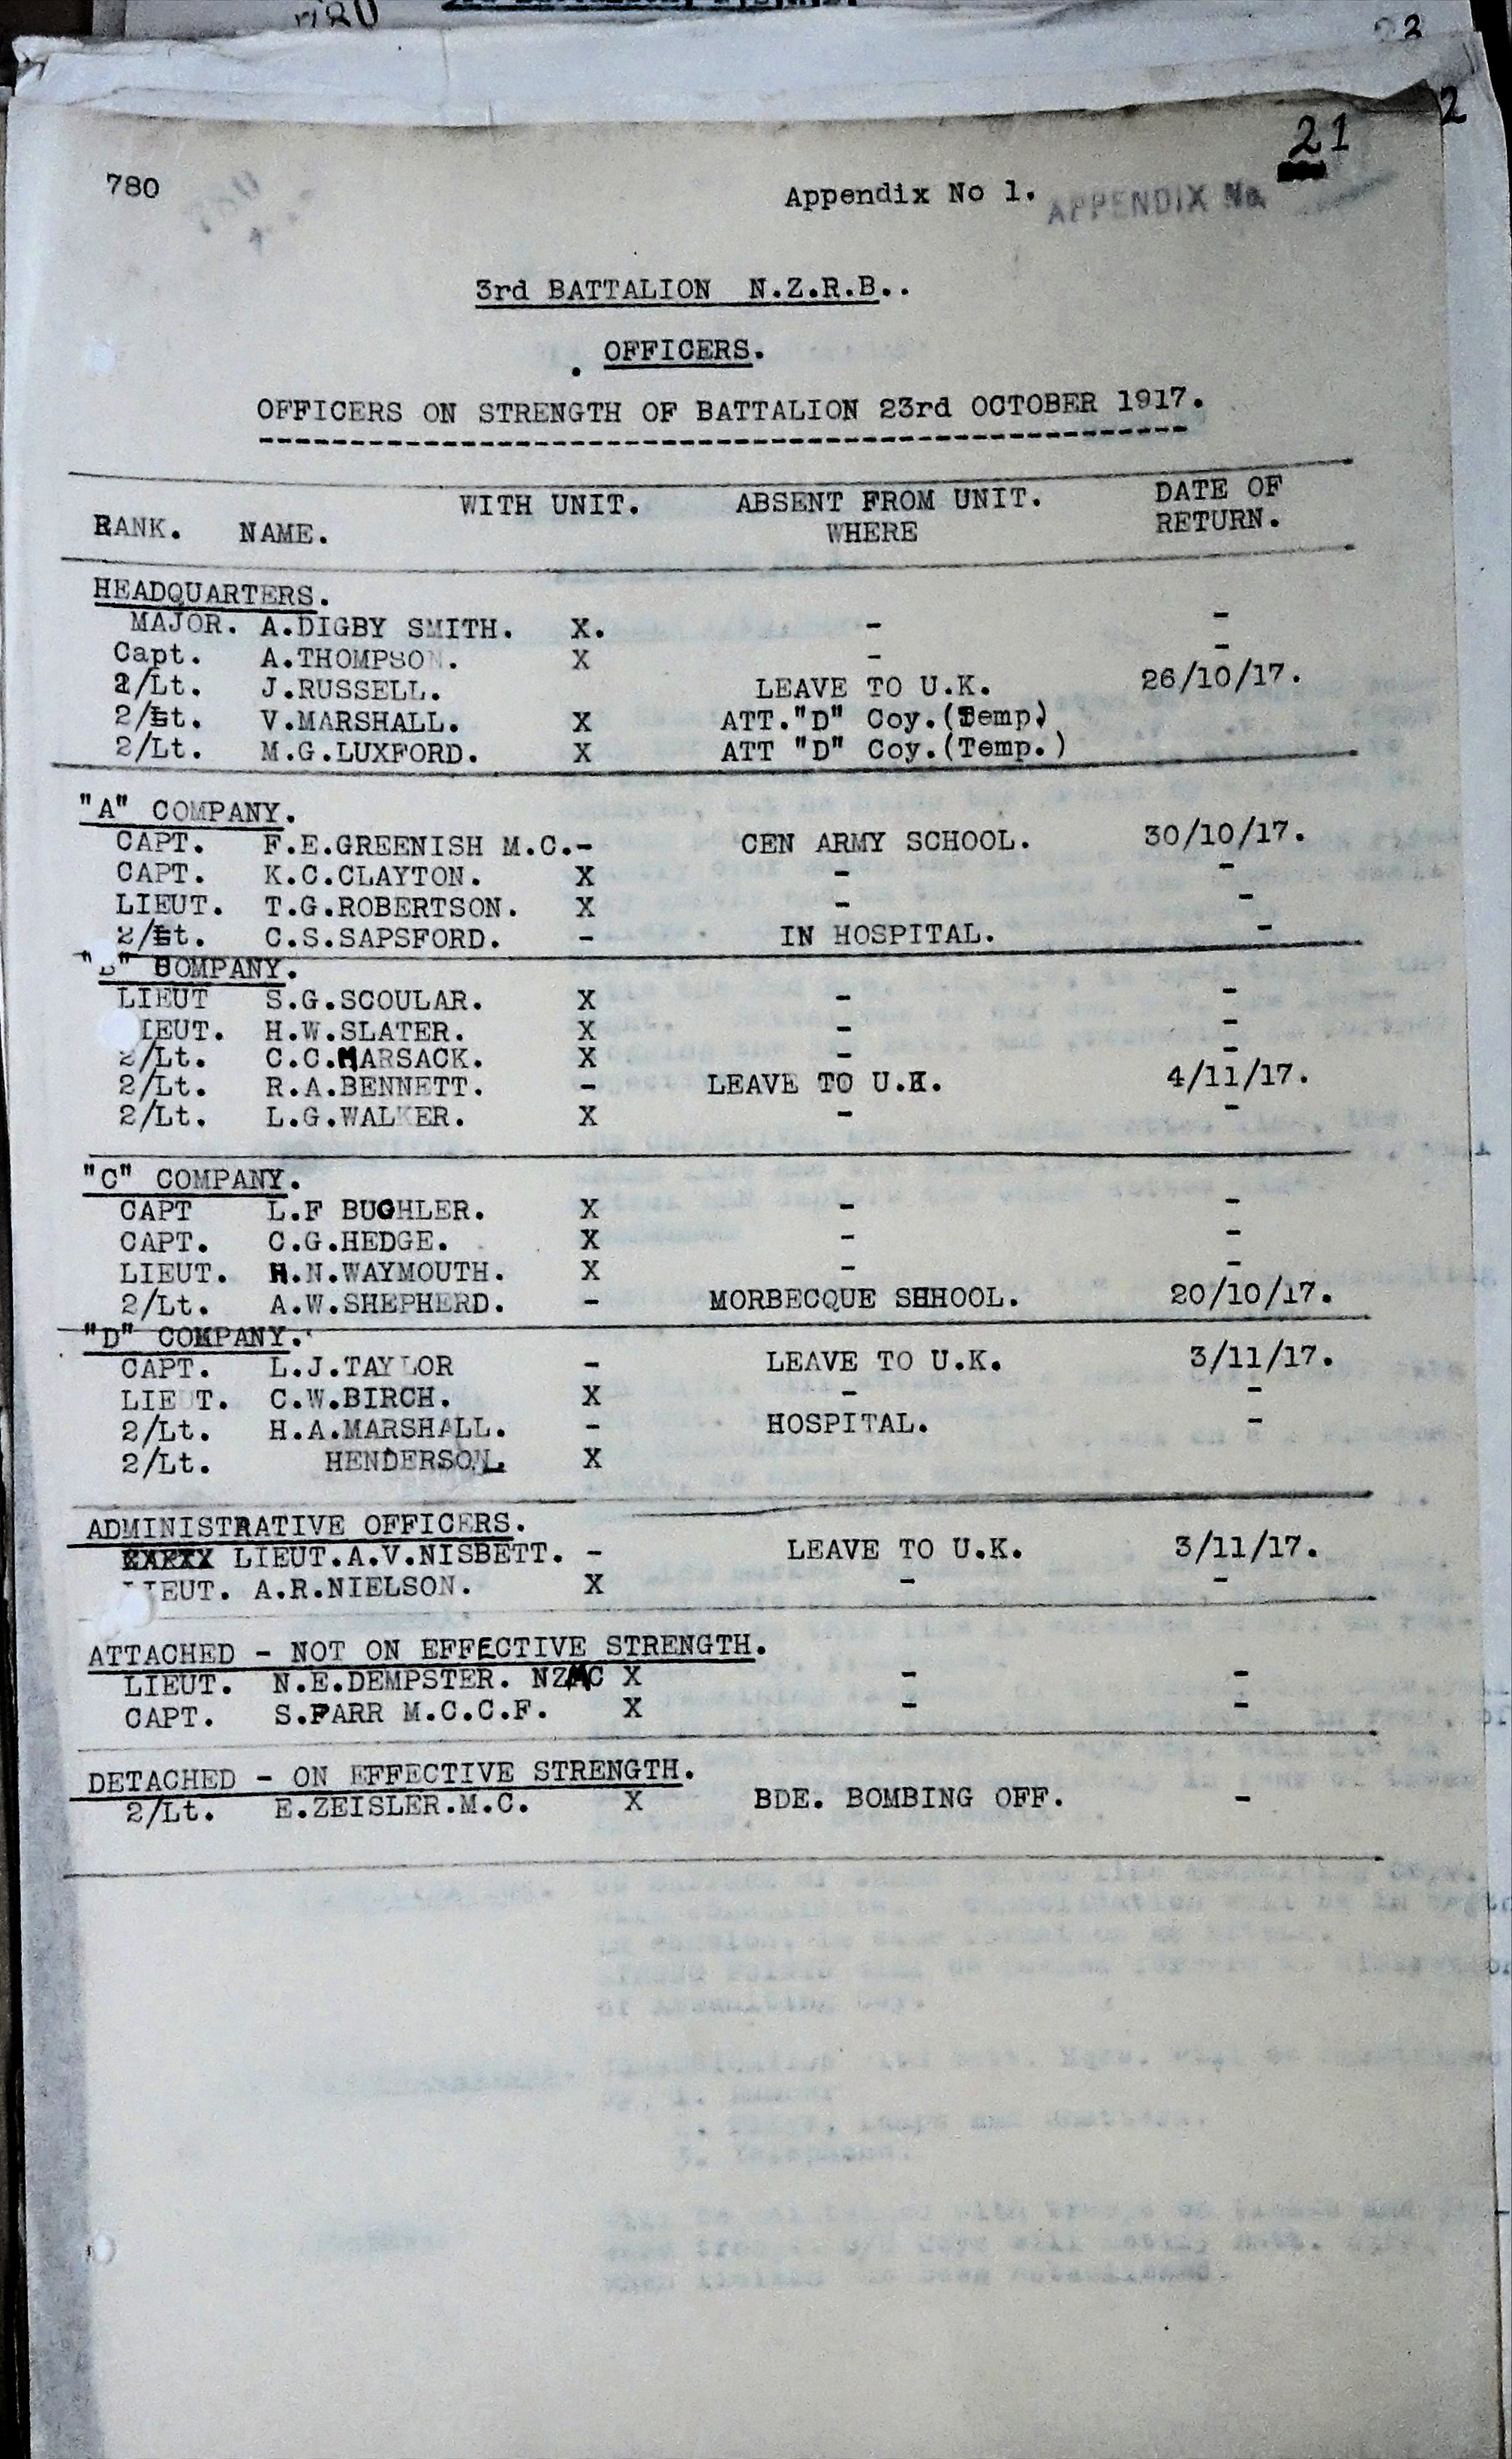 780
22
2
21
780
Appendix No 1. APPENDIX No.
3rd BATTALION N.Z.R.B..
OFFICERS.
OFFICERS ON STRENGTH OF BATTALION 23rd OCTOBER 1917.
RANK. NAME. WITH UNIT. ABSENT FROM UNIT. WHERE DATE OF RETURN.
HEADQUARTERS.
MAJOR. A.DIGBY SMITH. X. - -
Capt. A.THOMPSON. X - -
2/Lt. J.RUSSELL. LEAVE TO U.K. 26/10/17.
2/Lt. V.MARSHALL. X ATT."D" Coy.(Temp)
2/Lt. M.G.LUXFORD. X ATT "D" Coy.(Temp.)
"A" COMPANY.
CAPT. F.E.GREENISH M.C.- CEN ARMY SCHOOL. 30/10/17.
CAPT. K.C.CLAYTON. X - -
LIEUT. T.G.ROBERTSON. X - -
2/Lt. C.S.SAPSFORD. - IN HOSPITAL. -
"B" COMPANY.
LIEUT S.G.SCOULAR. X - -
LIEUT. H.W.SLATER. X - -
2/Lt. C.C.MARSACK. X - -
2/Lt. R.A.BENNETT. - LEAVE TO U.K. 4/11/17.
2/Lt. L.G.WALKER. X - -
"C" COMPANY.
CAPT L.F BUGHLER. X - -
CAPT. C.G.HEDGE. X - -
LIEUT. H.N.WAYMOUTH. X - -
2/Lt. A.W.SHEPHERD. - MORBECQUE SHHOOL. 20/10/17.
"D" COMPANY.
CAPT. L.J.TAYLOR - LEAVE TO U.K. 3/11/17.
LIEUT. C.W.BIRCH. X - -
2/Lt. H.A.MARSHALL. - HOSPITAL. -
2/Lt. HENDERSON. X
ADMINISTRATIVE OFFICERS.
LIEUT.A.V.NISBETT. - LEAVE TO U.K. 3/11/17.
LIEUT. A.R.NIELSON. X - -
ATTACHED - NOT ON EFFECTIVE STRENGTH.
LIEUT. N.E.DEMPSTER. NZMC X - -
CAPT. S.PARR M.C.C.F. X - -
DETACHED - ON EFFECTIVE STRENGTH.
2/Lt. E.ZEISLER.M.C. X BDE. BOMBING OFF. -